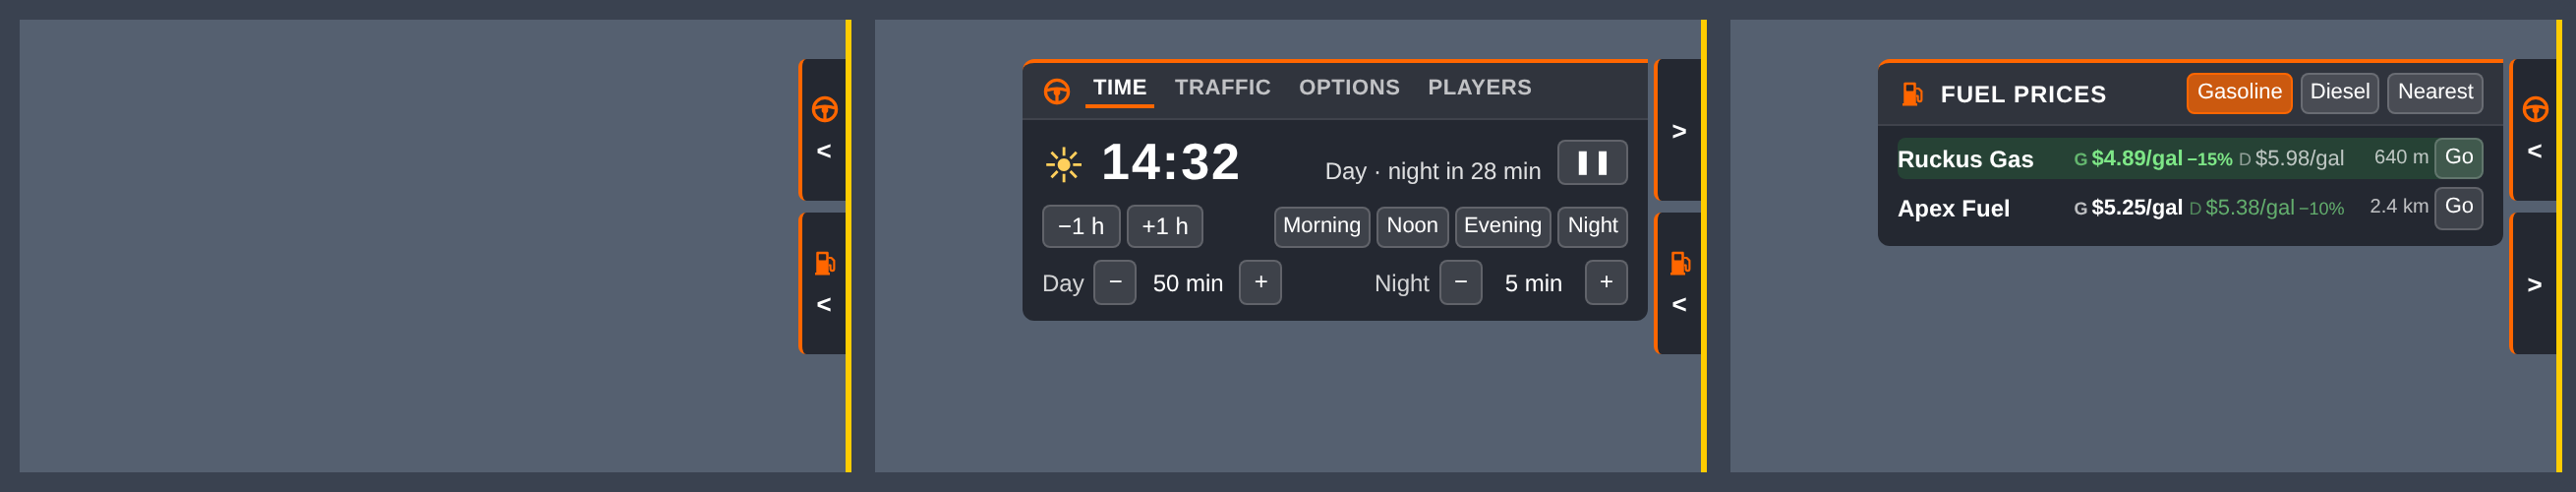 <
<
TIME TRAFFIC OPTIONS PLAYERS
14:32 Day · night in 28 min ❚❚
−1 h +1 h Morning Noon Evening Night
Day − 50 min + Night − 5 min +
>
<
FUEL PRICES Gasoline Diesel Nearest
Ruckus Gas G $4.89/gal −15% D $5.98/gal 640 m Go
Apex Fuel G $5.25/gal D $5.38/gal −10% 2.4 km Go
<
>